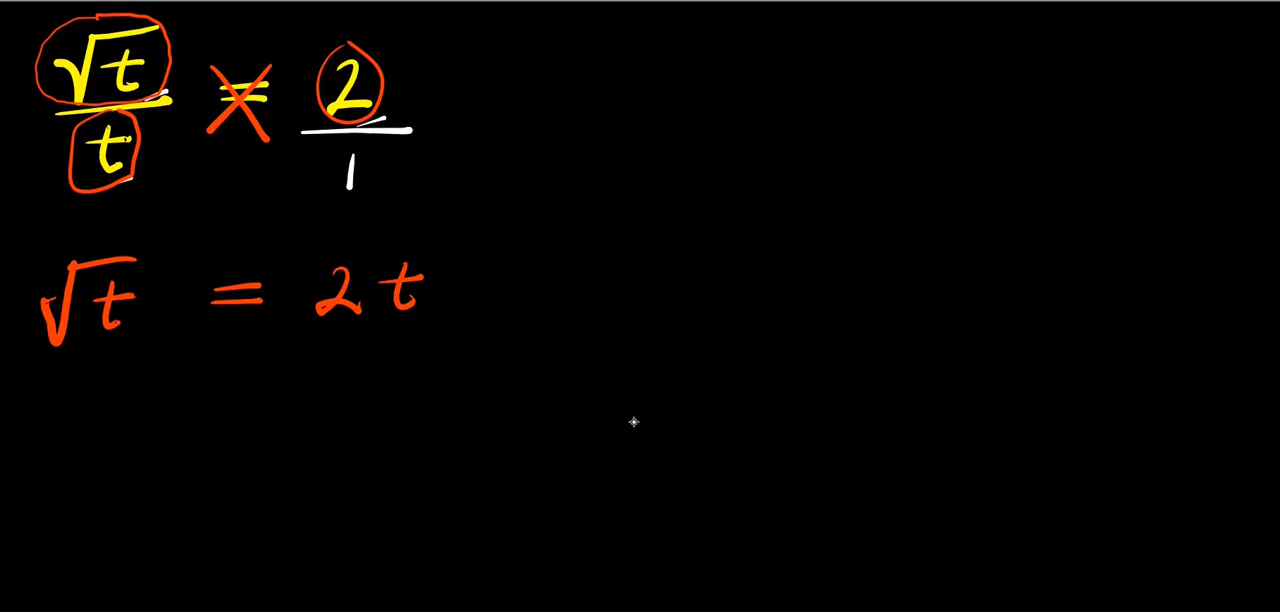 √t/t = 2/1
√t = 2t